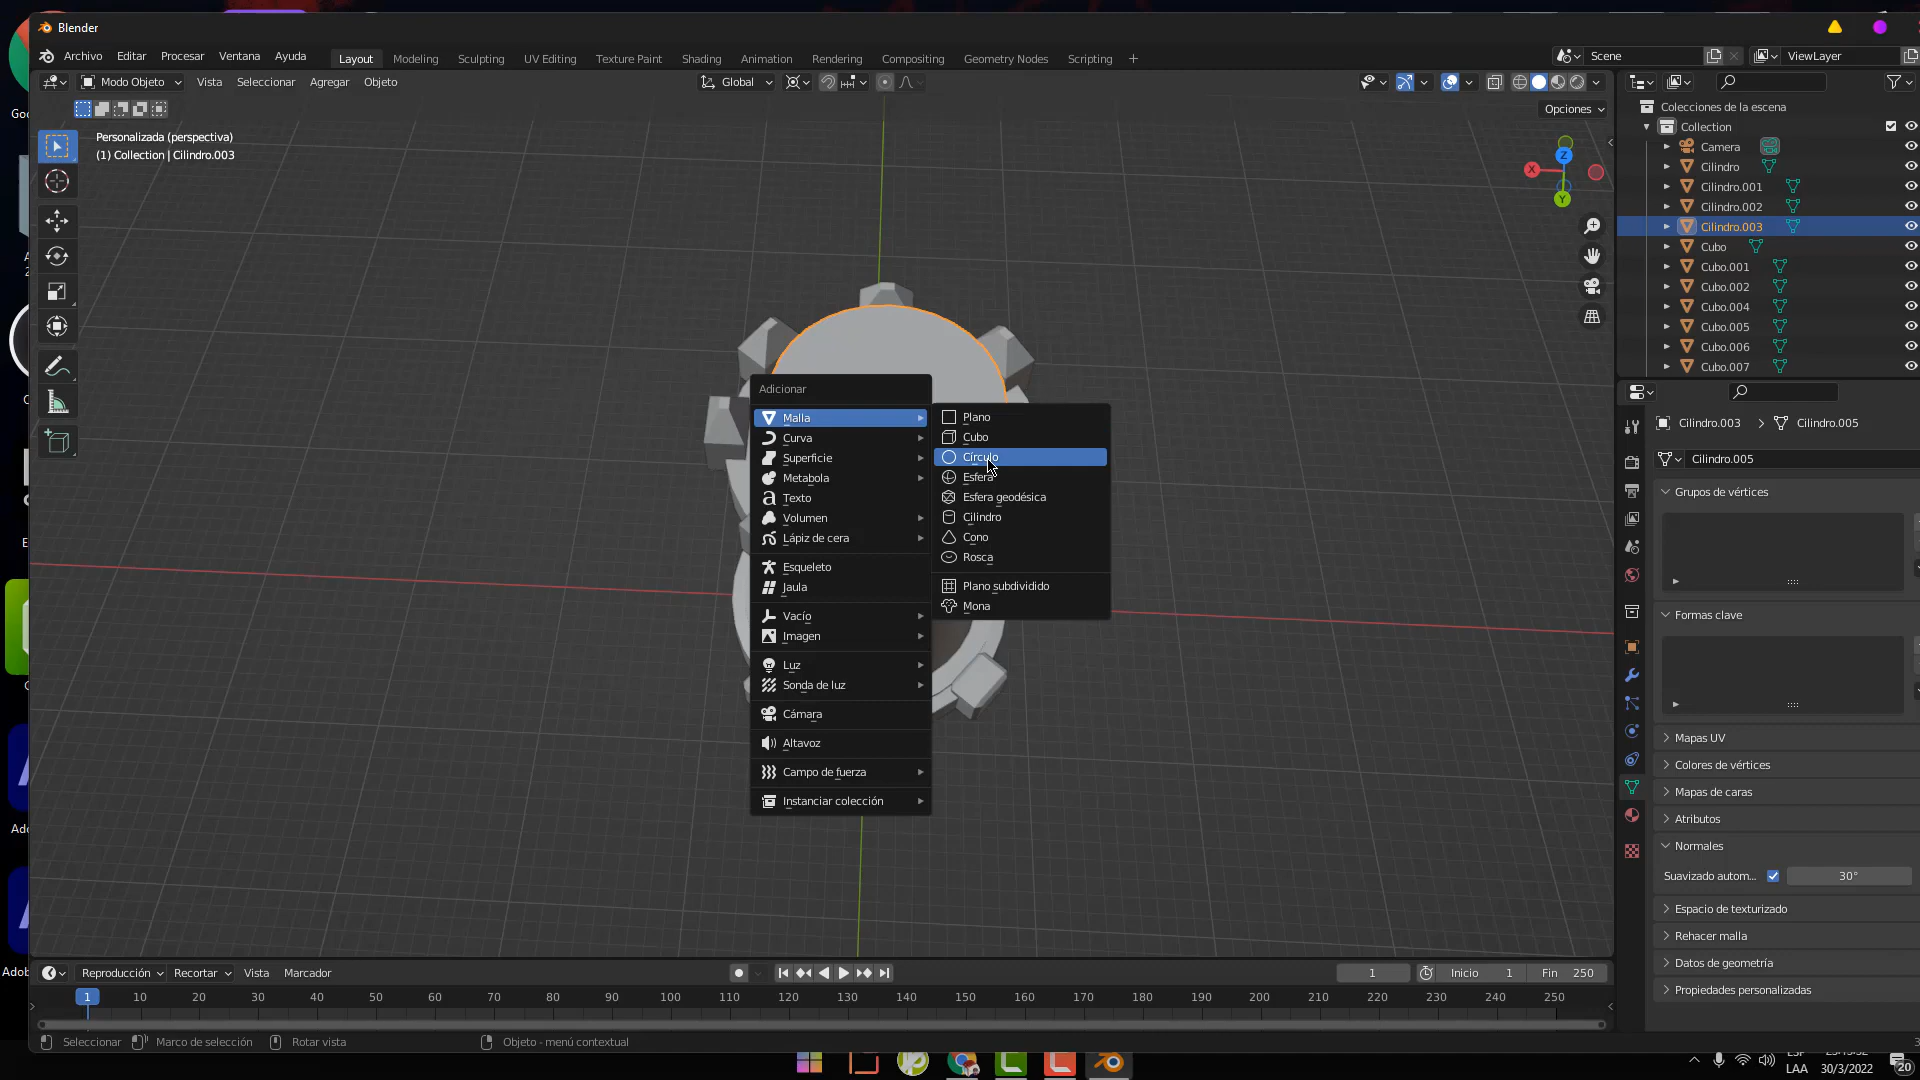 Blender
Archivo Editar Procesar Ventana Ayuda Layout Modeling Sculpting UV Editing Texture Paint Shading Animation Rendering Compositing Geometry Nodes Scripting + Scene ViewLayer
Modo Objeto Vista Seleccionar Agregar Objeto Global
Opciones
Personalizada (perspectiva)
(1) Collection | Cilindro.003
Z
X
Y
Colecciones de la escena
Collection
Camera
Cilindro
Cilindro.001
Cilindro.002
Cilindro.003
Cubo
Cubo.001
Cubo.002
Cubo.004
Cubo.005
Cubo.006
Cubo.007
Adicionar
Malla
Curva
Superficie
Metabola
Texto
Volumen
Lápiz de cera
Esqueleto
Jaula
Vacío
Imagen
Luz
Sonda de luz
Cámara
Altavoz
Campo de fuerza
Instanciar colección
Plano
Cubo
Círculo
Esfera
Esfera geodésica
Cilindro
Cono
Rosca
Plano subdividido
Mona
Cilindro.003 > Cilindro.005
Cilindro.005
Grupos de vértices
Formas clave
Mapas UV
Colores de vértices
Mapas de caras
Atributos
Normales
Suavizado autom... 30°
Espacio de texturizado
Rehacer malla
Datos de geometría
Propiedades personalizadas
Reproducción Recortar Vista Marcador 1 Inicio 1 Fin 250
1 10 20 30 40 50 60 70 80 90 100 110 120 130 140 150 160 170 180 190 200 210 220 230 240 250
Seleccionar Marco de selección Rotar vista Objeto - menú contextual
ESP
LAA 30/3/2022 20